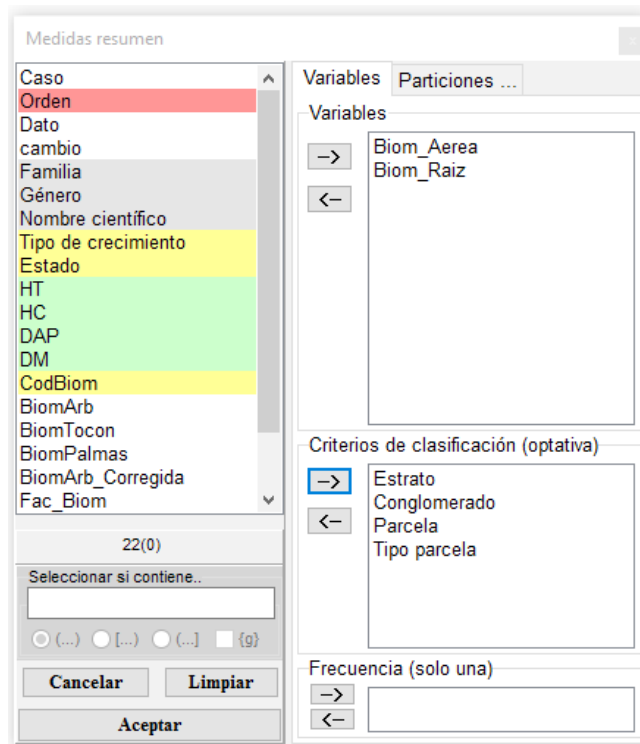 Medidas resumen
x
Caso
Orden
Dato
cambio
Familia
Género
Nombre científico
Tipo de crecimiento
Estado
HT
HC
DAP
DM
CodBiom
BiomArb
BiomTocon
BiomPalmas
BiomArb_Corregida
Fac_Biom
22(0)
Seleccionar si contiene..
(...) [...) (...] {g}
Cancelar Limpiar
Aceptar
Variables Particiones ...
Variables
-->
<--
Biom_Aerea
Biom_Raiz
Criterios de clasificación (optativa)
-->
<--
Estrato
Conglomerado
Parcela
Tipo parcela
Frecuencia (solo una)
-->
<--